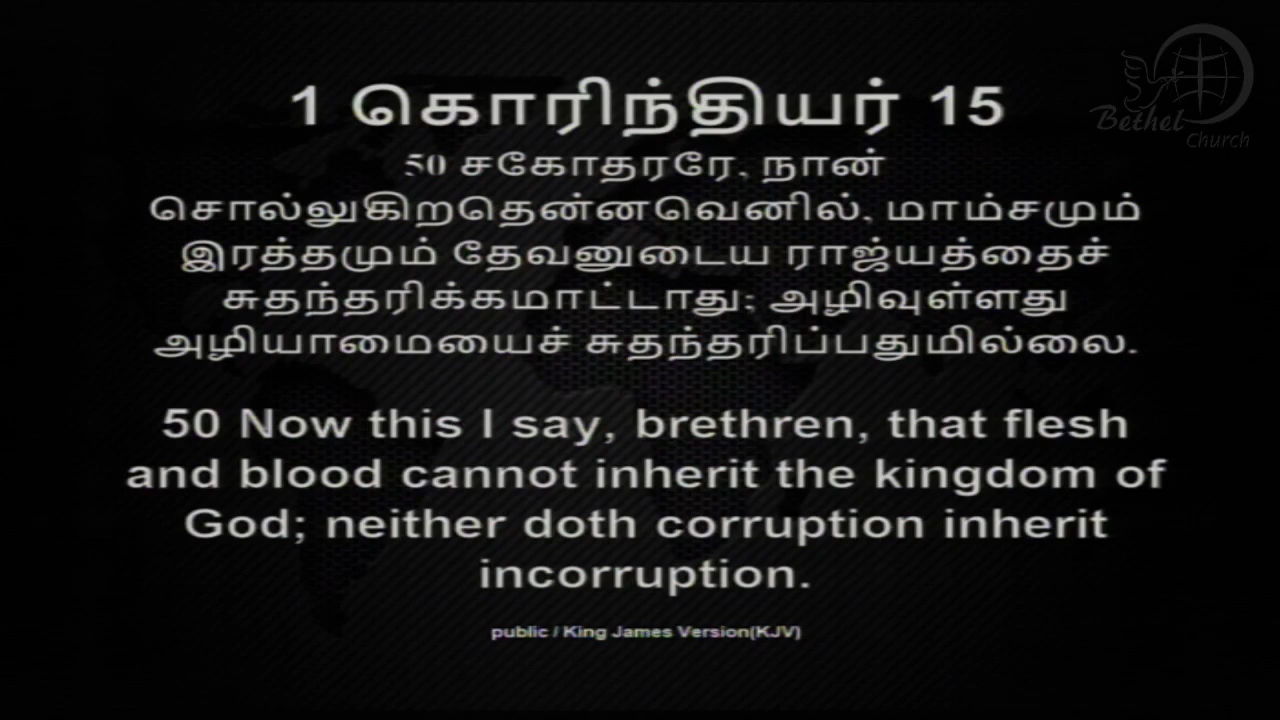 Bethel
Church
1 கொரிந்தியர் 15
50 சகோதரரே, நான்
சொல்லுகிறதென்னவெனில், மாம்சமும்
இரத்தமும் தேவனுடைய ராஜ்யத்தைச்
சுதந்தரிக்கமாட்டாது; அழிவுள்ளது
அழியாமையைச் சுதந்தரிப்பதுமில்லை.
50 Now this I say, brethren, that flesh
and blood cannot inherit the kingdom of
God; neither doth corruption inherit
incorruption.
public / King James Version(KJV)